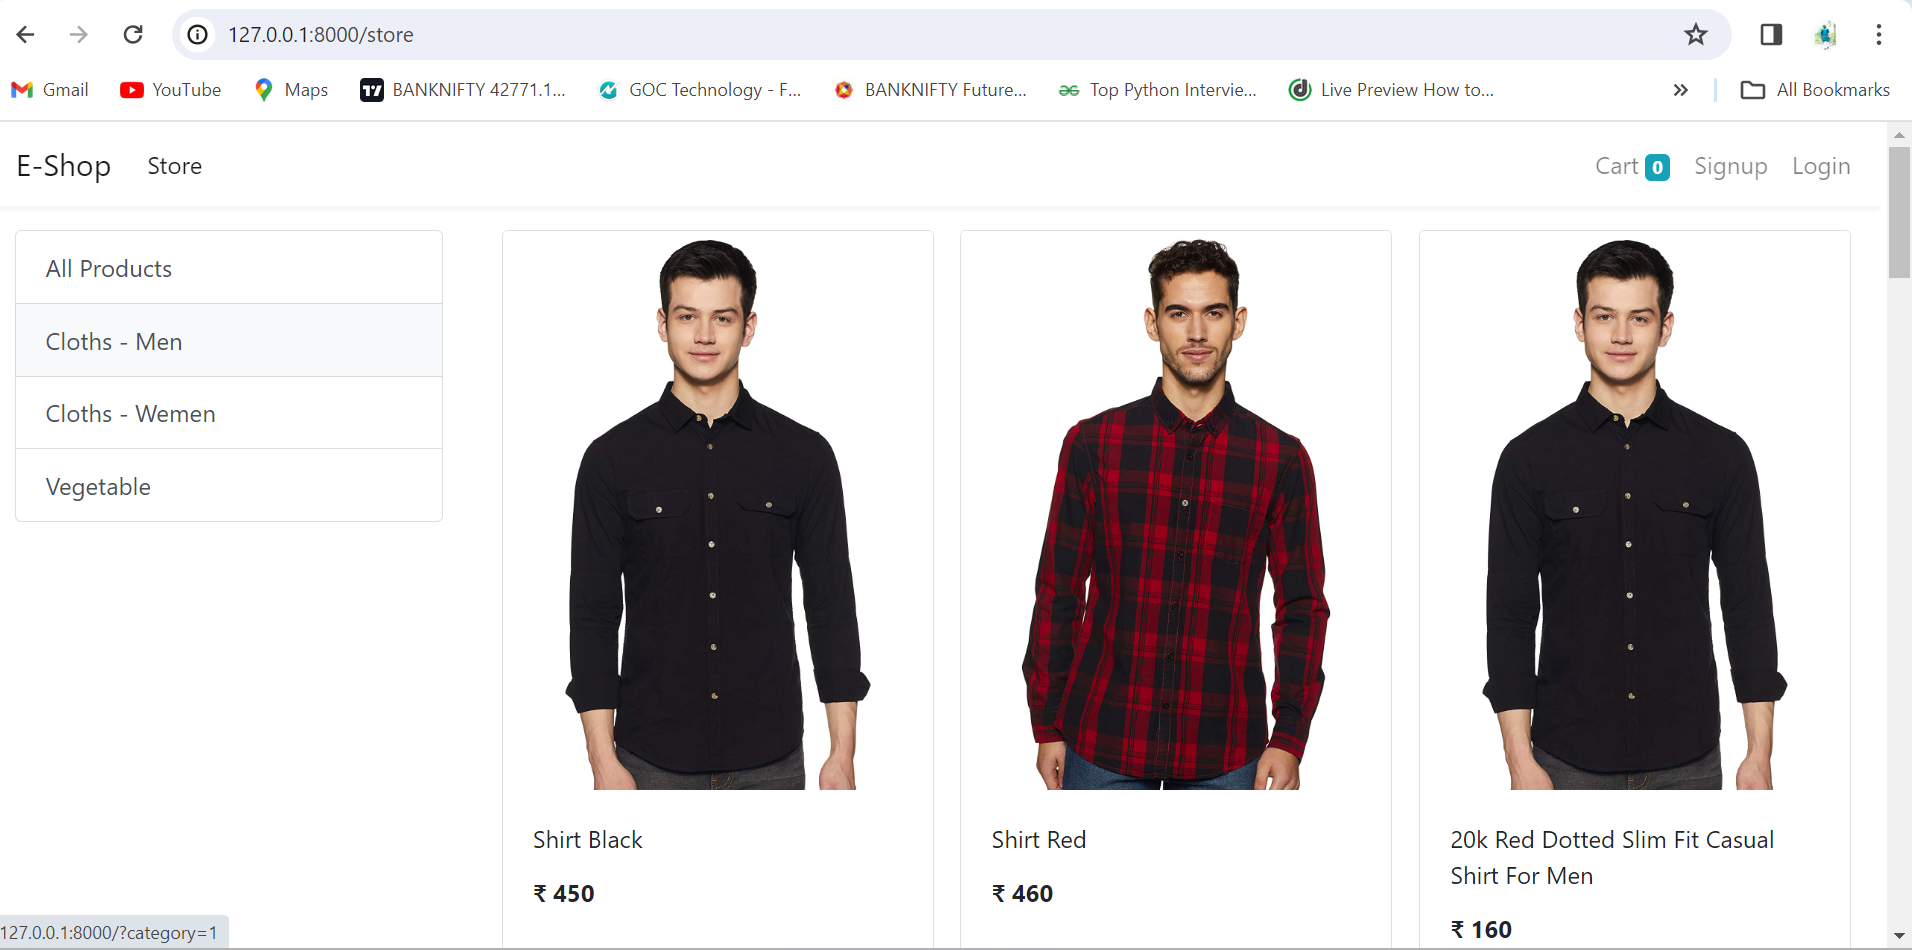 127.0.0.1:8000/store
Gmail
YouTube
Maps
BANKNIFTY 42771.1...
GOC Technology - F...
BANKNIFTY Future...
Top Python Intervie...
Live Preview How to...
All Bookmarks
E-Shop
Store
Cart 0
Signup
Login
All Products
Cloths - Men
Cloths - Wemen
Vegetable
Shirt Black
₹ 450
Shirt Red
₹ 460
20k Red Dotted Slim Fit Casual
Shirt For Men
₹ 160
127.0.0.1:8000/?category=1